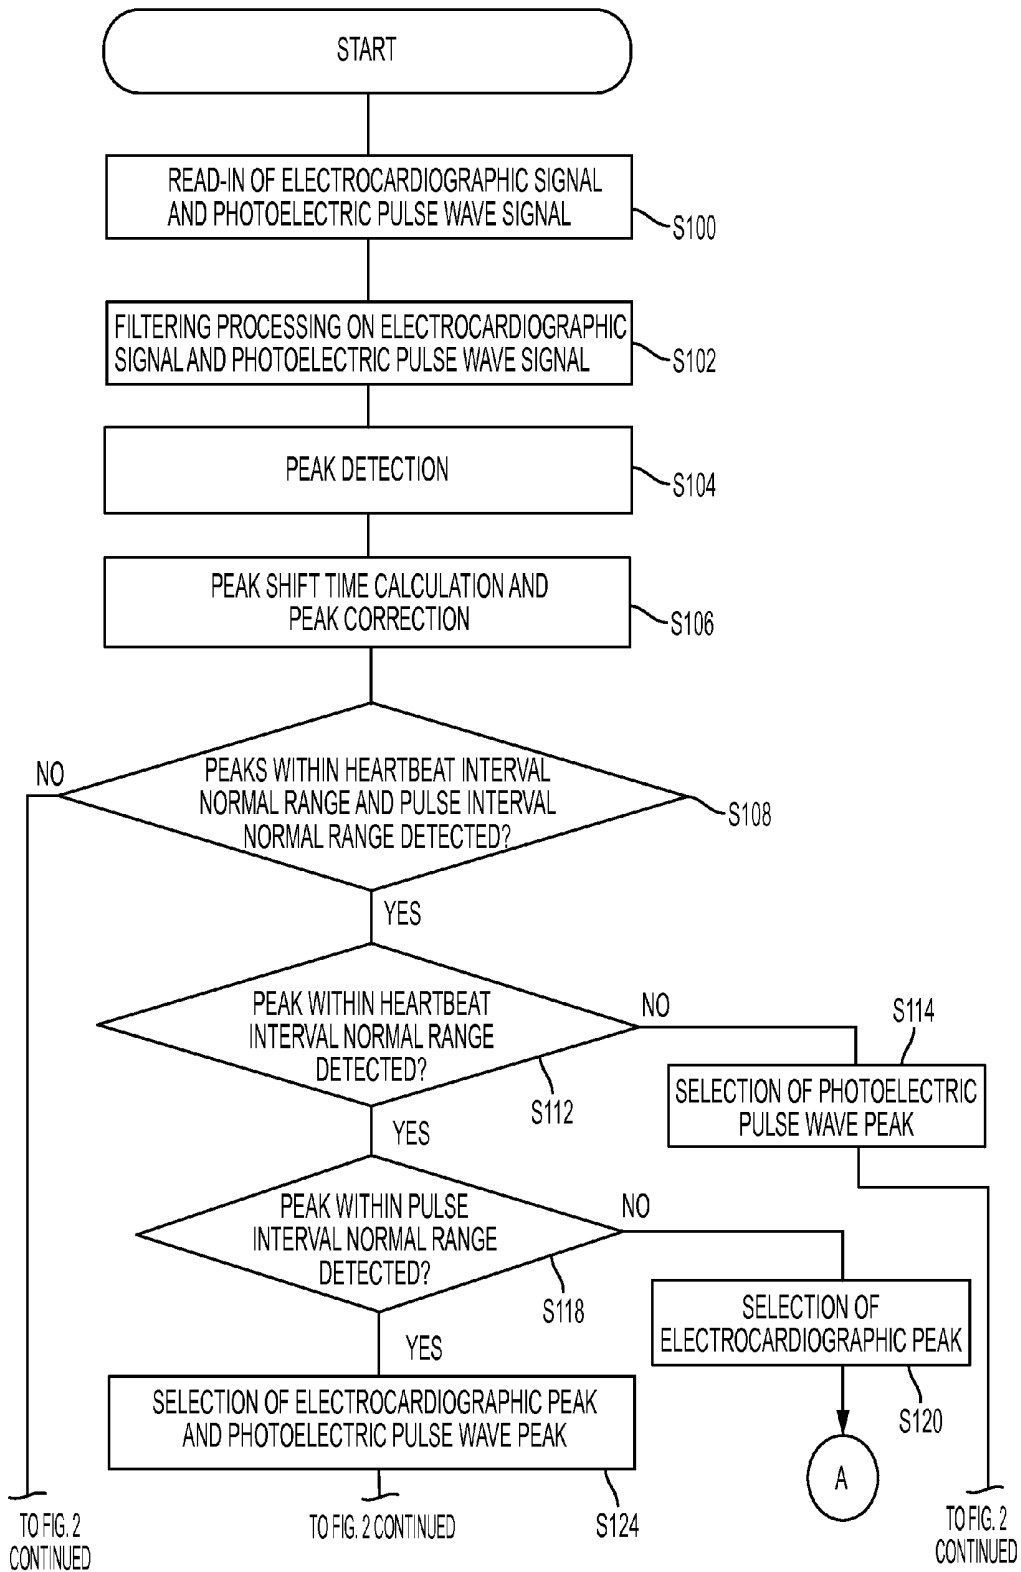 START
READ-IN OF ELECTROCARDIOGRAPHIC SIGNAL
AND PHOTOELECTRIC PULSE WAVE SIGNAL
S100
FILTERING PROCESSING ON ELECTROCARDIOGRAPHIC
SIGNAL AND PHOTOELECTRIC PULSE WAVE SIGNAL
S102
PEAK DETECTION
S104
PEAK SHIFT TIME CALCULATION AND
PEAK CORRECTION
S106
NO
PEAKS WITHIN HEARTBEAT INTERVAL
NORMAL RANGE AND PULSE INTERVAL
NORMAL RANGE DETECTED?
S108
YES
PEAK WITHIN HEARTBEAT
INTERVAL NORMAL RANGE
DETECTED?
NO
S112
S114
SELECTION OF PHOTOELECTRIC
PULSE WAVE PEAK
YES
PEAK WITHIN PULSE
INTERVAL NORMAL RANGE
DETECTED?
NO
S118
SELECTION OF
ELECTROCARDIOGRAPHIC PEAK
S120
YES
SELECTION OF ELECTROCARDIOGRAPHIC PEAK
AND PHOTOELECTRIC PULSE WAVE PEAK
S124
A
TO FIG. 2
CONTINUED
TO FIG. 2 CONTINUED
TO FIG. 2
CONTINUED